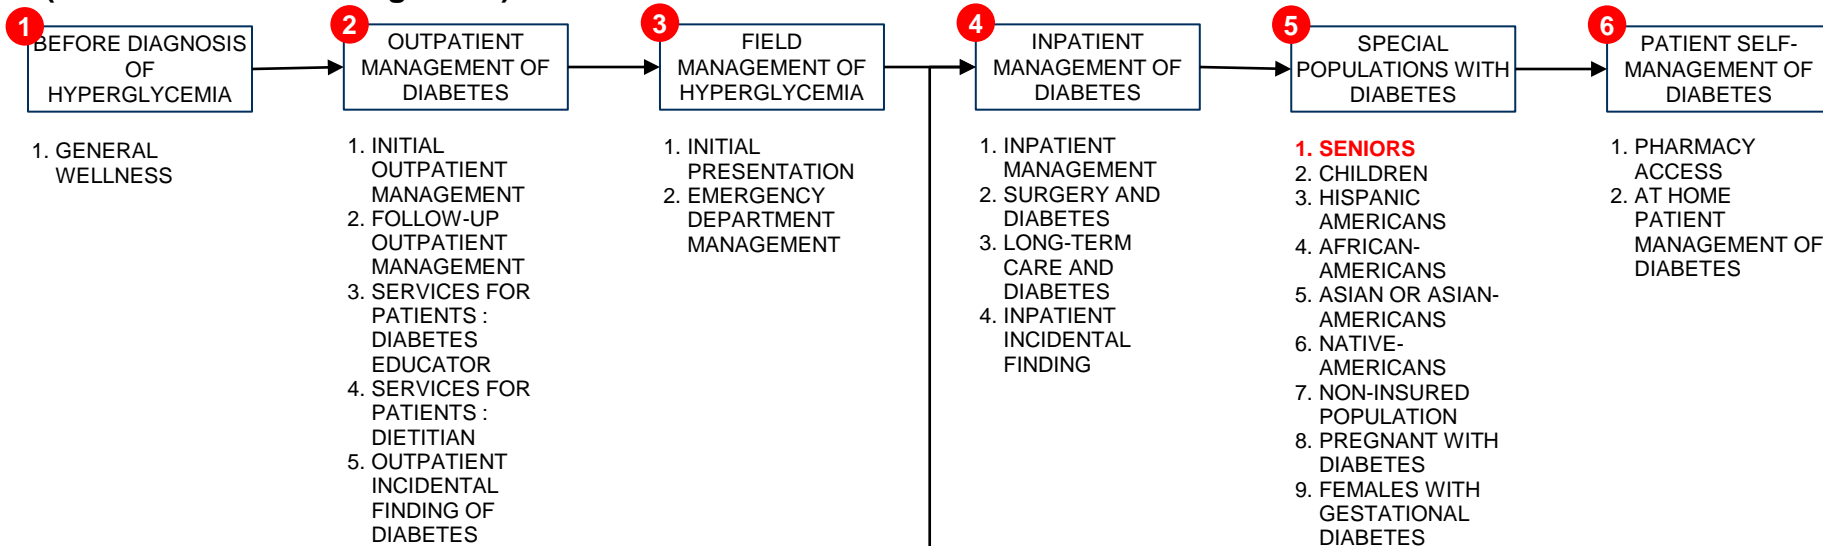 1
BEFORE DIAGNOSIS
OF
HYPERGLYCEMIA
1. GENERAL
WELLNESS
2
OUTPATIENT
MANAGEMENT OF
DIABETES
1. INITIAL
OUTPATIENT
MANAGEMENT
2. FOLLOW-UP
OUTPATIENT
MANAGEMENT
3. SERVICES FOR
PATIENTS :
DIABETES
EDUCATOR
4. SERVICES FOR
PATIENTS :
DIETITIAN
5. OUTPATIENT
INCIDENTAL
FINDING OF
DIABETES
3
FIELD
MANAGEMENT OF
HYPERGLYCEMIA
1. INITIAL
PRESENTATION
2. EMERGENCY
DEPARTMENT
MANAGEMENT
4
INPATIENT
MANAGEMENT OF
DIABETES
1. INPATIENT
MANAGEMENT
2. SURGERY AND
DIABETES
3. LONG-TERM
CARE AND
DIABETES
4. INPATIENT
INCIDENTAL
FINDING
5
SPECIAL
POPULATIONS WITH
DIABETES
1. SENIORS
2. CHILDREN
3. HISPANIC
AMERICANS
4. AFRICAN-
AMERICANS
5. ASIAN OR ASIAN-
AMERICANS
6. NATIVE-
AMERICANS
7. NON-INSURED
POPULATION
8. PREGNANT WITH
DIABETES
9. FEMALES WITH
GESTATIONAL
DIABETES
6
PATIENT SELF-
MANAGEMENT OF
DIABETES
1. PHARMACY
ACCESS
2. AT HOME
PATIENT
MANAGEMENT OF
DIABETES